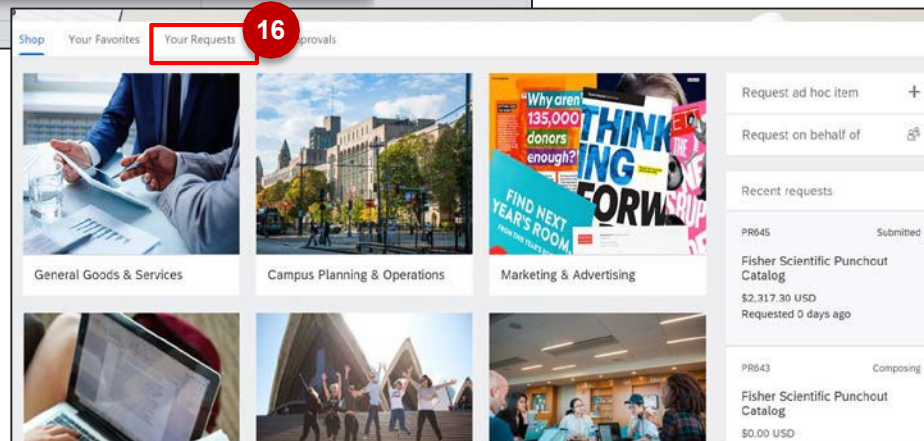 16
Shop Your Favorites Your Requests provals
"Why aren't
135,000
donors
enough?
THINK
ING
FORW
FIND NEXT
YEAR'S ROOM
THE
Request ad hoc item +
Request on behalf of
Recent requests
PR645 Submitted
Fisher Scientific Punchout
Catalog
$2,317.30 USD
Requested 0 days ago
General Goods & Services
Campus Planning & Operations
Marketing & Advertising
PR643 Composing
Fisher Scientific Punchout
Catalog
$0.00 USD